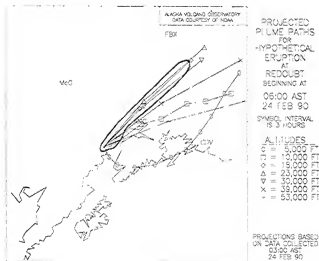 ALASKA VOLCANO OBSERVATORY
DATA COURTESY OF NOAA
FBX
McG
CDV
PROJECTED
PLUME PATHS
FOR
HYPOTHETICAL
ERUPTION
AT
REDOUBT
BEGINNING AT
06:00 AST
24 FEB 90
SYMBOL INTERVAL
IS 3 HOURS
ALTITUDES
= 5,000 FT
□ = 10,000 FT
◇ = 18,000 FT
△ = 23,000 FT
▽ = 30,000 FT
× = 39,000 FT
= 53,000 FT
PROJECTIONS BASED
ON DATA COLLECTED
03:00 AST
24 FEB 90